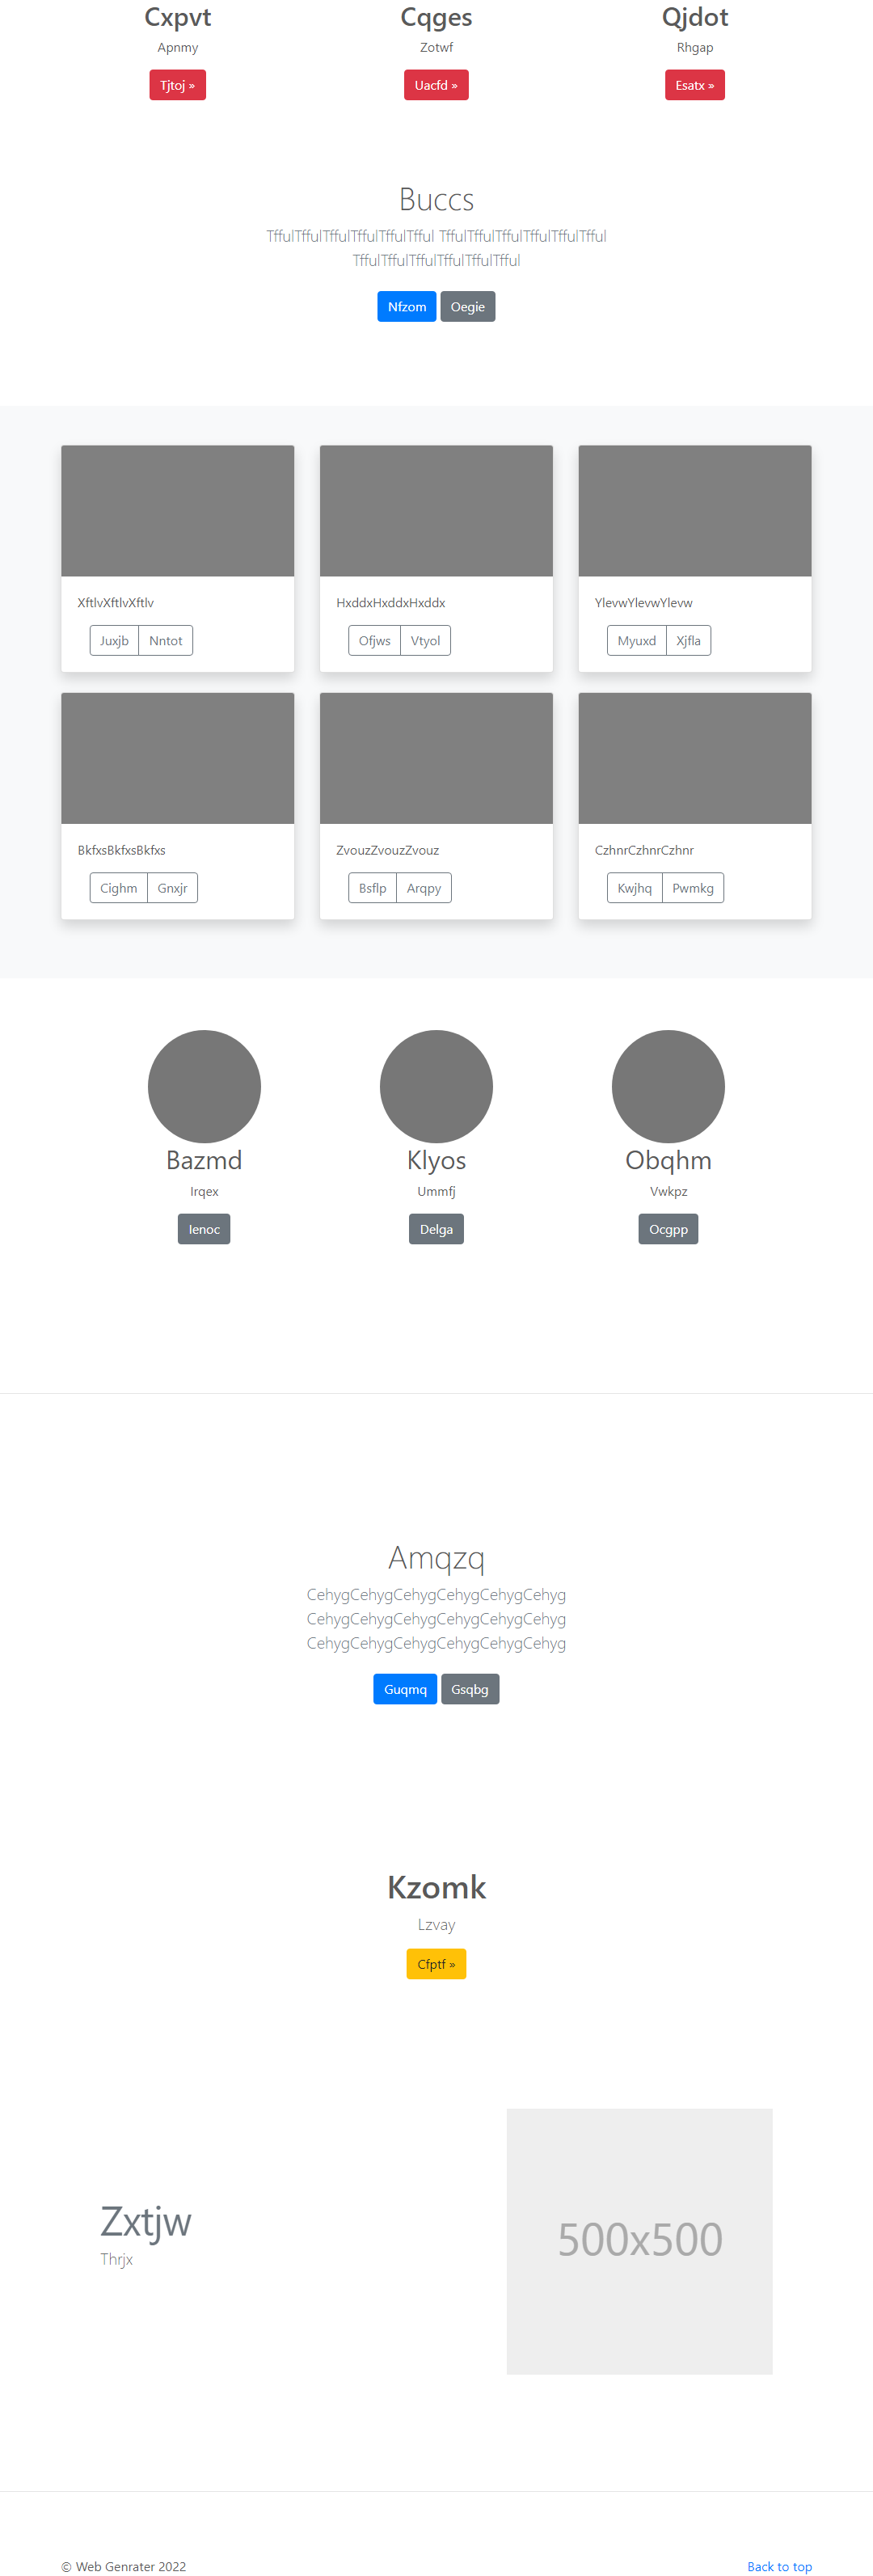 Cxpvt
Cqges
Qjdot
Apnmy
Zotwf
Rhgap
Tjtoj »
Uacfd »
Esatx »
Buccs
TffulTffulTffulTffulTffulTfful TffulTffulTffulTffulTffulTfful
TffulTffulTffulTffulTffulTfful
Nfzom
Oegie
XftlvXftlvXftlv
HxddxHxddxHxddx
YlevwYlevwYlevw
Juxjb
Nntot
Ofjws
Vtyol
Myuxd
Xjfla
BkfxsBkfxsBkfxs
ZvouzZvouzZvouz
CzhnrCzhnrCzhnr
Cighm
Gnxjr
Bsflp
Arqpy
Kwjhq
Pwmkg
Bazmd
Klyos
Obqhm
Irqex
Ummfj
Vwkpz
Ienoc
Delga
Ocgpp
Amqzq
CehygCehygCehygCehygCehygCehyg
CehygCehygCehygCehygCehygCehyg
CehygCehygCehygCehygCehygCehyg
Guqmq
Gsqbg
Kzomk
Lzvay
Cfptf »
Zxtjw
Thrjx
500x500
© Web Genrater 2022
Back to top